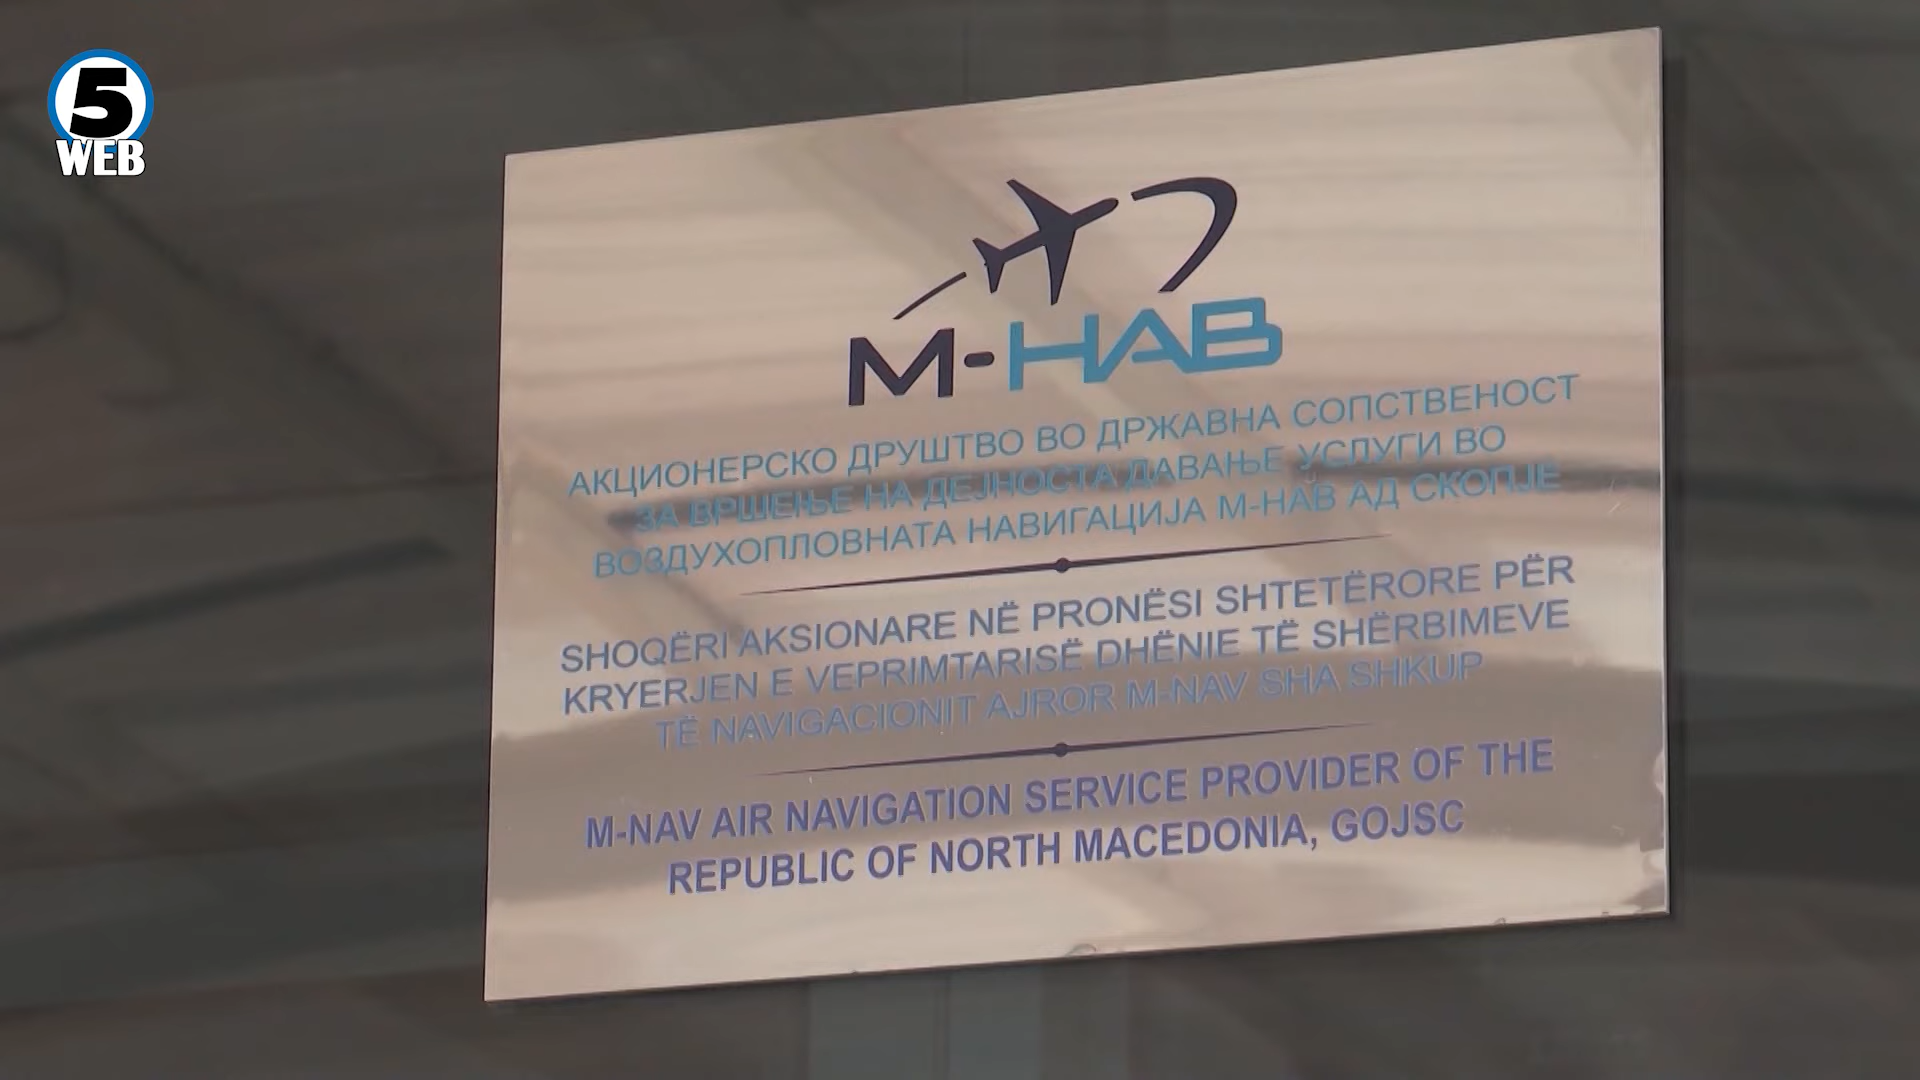 5
WEB
М-НАВ
АКЦИОНЕРСКО ДРУШТВО ВО ДРЖАВНА СОПСТВЕНОСТ
ЗА ВРШЕЊЕ НА ДЕЈНОСТА ДАВАЊЕ УСЛУГИ ВО
ВОЗДУХОПЛОВНАТА НАВИГАЦИЈА М-НАВ АД СКОПЈЕ
SHOQËRI AKSIONARE NË PRONËSI SHTETËRORE PËR
KRYERJEN E VEPRIMTARISË DHËNIE TË SHËRBIMEVE
TË NAVIGACIONIT AJROR M-NAV SHA SHKUP
M-NAV AIR NAVIGATION SERVICE PROVIDER OF THE
REPUBLIC OF NORTH MACEDONIA, GOJSC